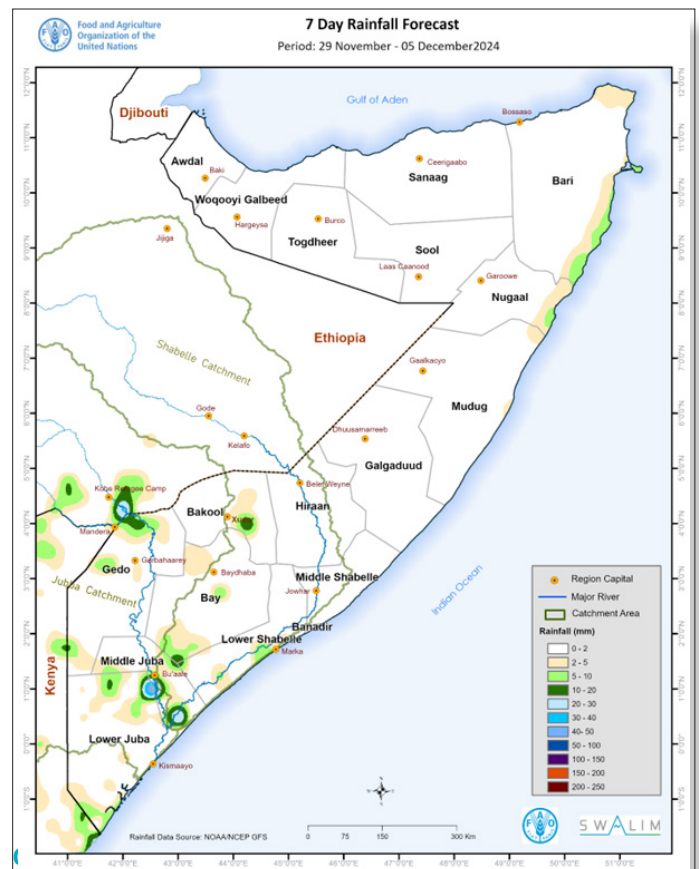 Food and Agriculture
Organization of the
United Nations
7 Day Rainfall Forecast
Period: 29 November - 05 December2024
Gulf of Aden
Djibouti
Bossaso
Awdal
Baki
Ceerigaabo
Sanaag
Bari
Woqooyi Galbeed
Hargeysa
Burco
Togdheer
Jijiga
Sool
Laas Caanood
Garoowe
Nugaal
Ethiopia
Shabelle Catchment
Gaalkacyo
Mudug
Gode
Kelafo
Dhuusamarreeb
Galgaduud
Kobe Refugee Camp
Belet Weyne
Hiraan
Bakool
Mandera
Garbahaarey
Gedo
Baydhaba
Jubba Catchment
Bay
Middle Shabelle
Jowhar
Indian Ocean
Banadir
Lower Shabelle
Marka
Middle Juba
Bu'aale
Kenya
Lower Juba
Kismaayo
Region Capital
Major River
Catchment Area
Rainfall (mm)
0 - 2
2 - 5
5 - 10
10 - 20
20 - 30
30 - 40
40- 50
50 - 100
100 - 150
150 - 200
200 - 250
Rainfall Data Source: NOAA/NCEP GFS
0 75 150 300 Km
SWALIM
41°0'0"E 42°0'0"E 43°0'0"E 44°0'0"E 45°0'0"E 46°0'0"E 47°0'0"E 48°0'0"E 49°0'0"E 50°0'0"E 51°0'0"E